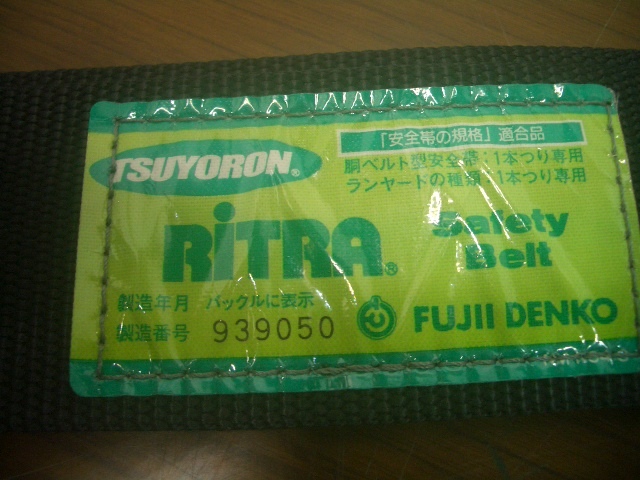 「安全帯の規格」適合品
TSUYORON®
胴ベルト型安全帯：1本つり専用
ランヤードの種類：1本つり専用
RiTRA®
Safety
Belt
製造年月 バックルに表示
製造番号 939050
FUJII DENKO